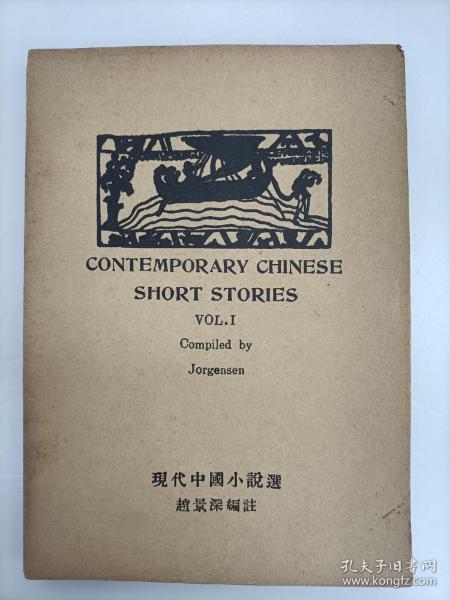 CONTEMPORARY CHINESE
SHORT STORIES
VOL.I
Compiled by
Jorgensen
現代中國小說選
趙景深編註
孔夫子旧书网
www.kongfz.com